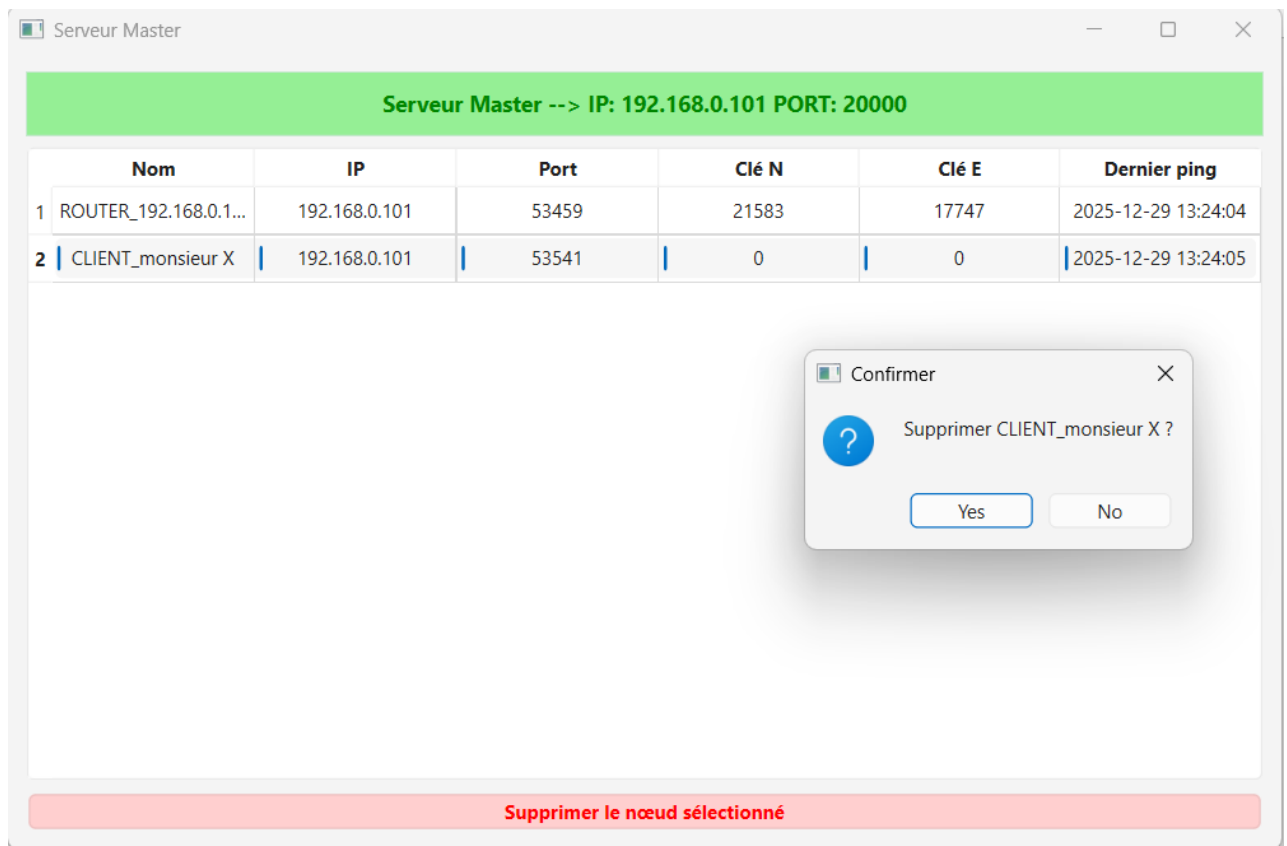 Serveur Master
Serveur Master --> IP: 192.168.0.101 PORT: 20000
Nom IP Port Clé N Clé E Dernier ping
1 ROUTER_192.168.0.1... 192.168.0.101 53459 21583 17747 2025-12-29 13:24:04
2 CLIENT_monsieur X 192.168.0.101 53541 0 0 2025-12-29 13:24:05
Confirmer
?
Supprimer CLIENT_monsieur X ?
Yes No
Supprimer le nœud sélectionné